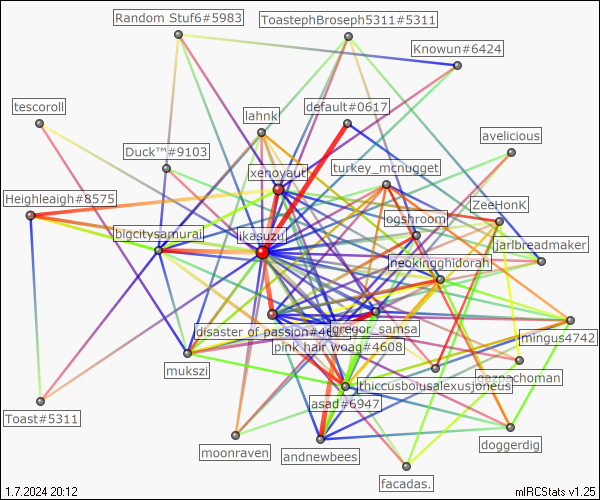 Random Stuf6#5983
ToastephBroseph5311#5311
Knowun#6424
tescoroll
lahnk
default#0617
avelicious
Duck™#9103
xenoyaut
turkey_mcnugget
Heighleaigh#8575
ZeeHonK
ogshroom
bigcitysamurai
ikasuzu
jarlbreadmaker
neokingghidorah
disaster of passion#4
gregor_samsa
mingus4742
pink hair woag#4608
mukszi
thiccusbolusalexusjoneus
Toast#5311
asad#6947
moonraven
andnewbees
doggerdig
facadas.
1.7.2024 20:12
mIRCStats v1.25